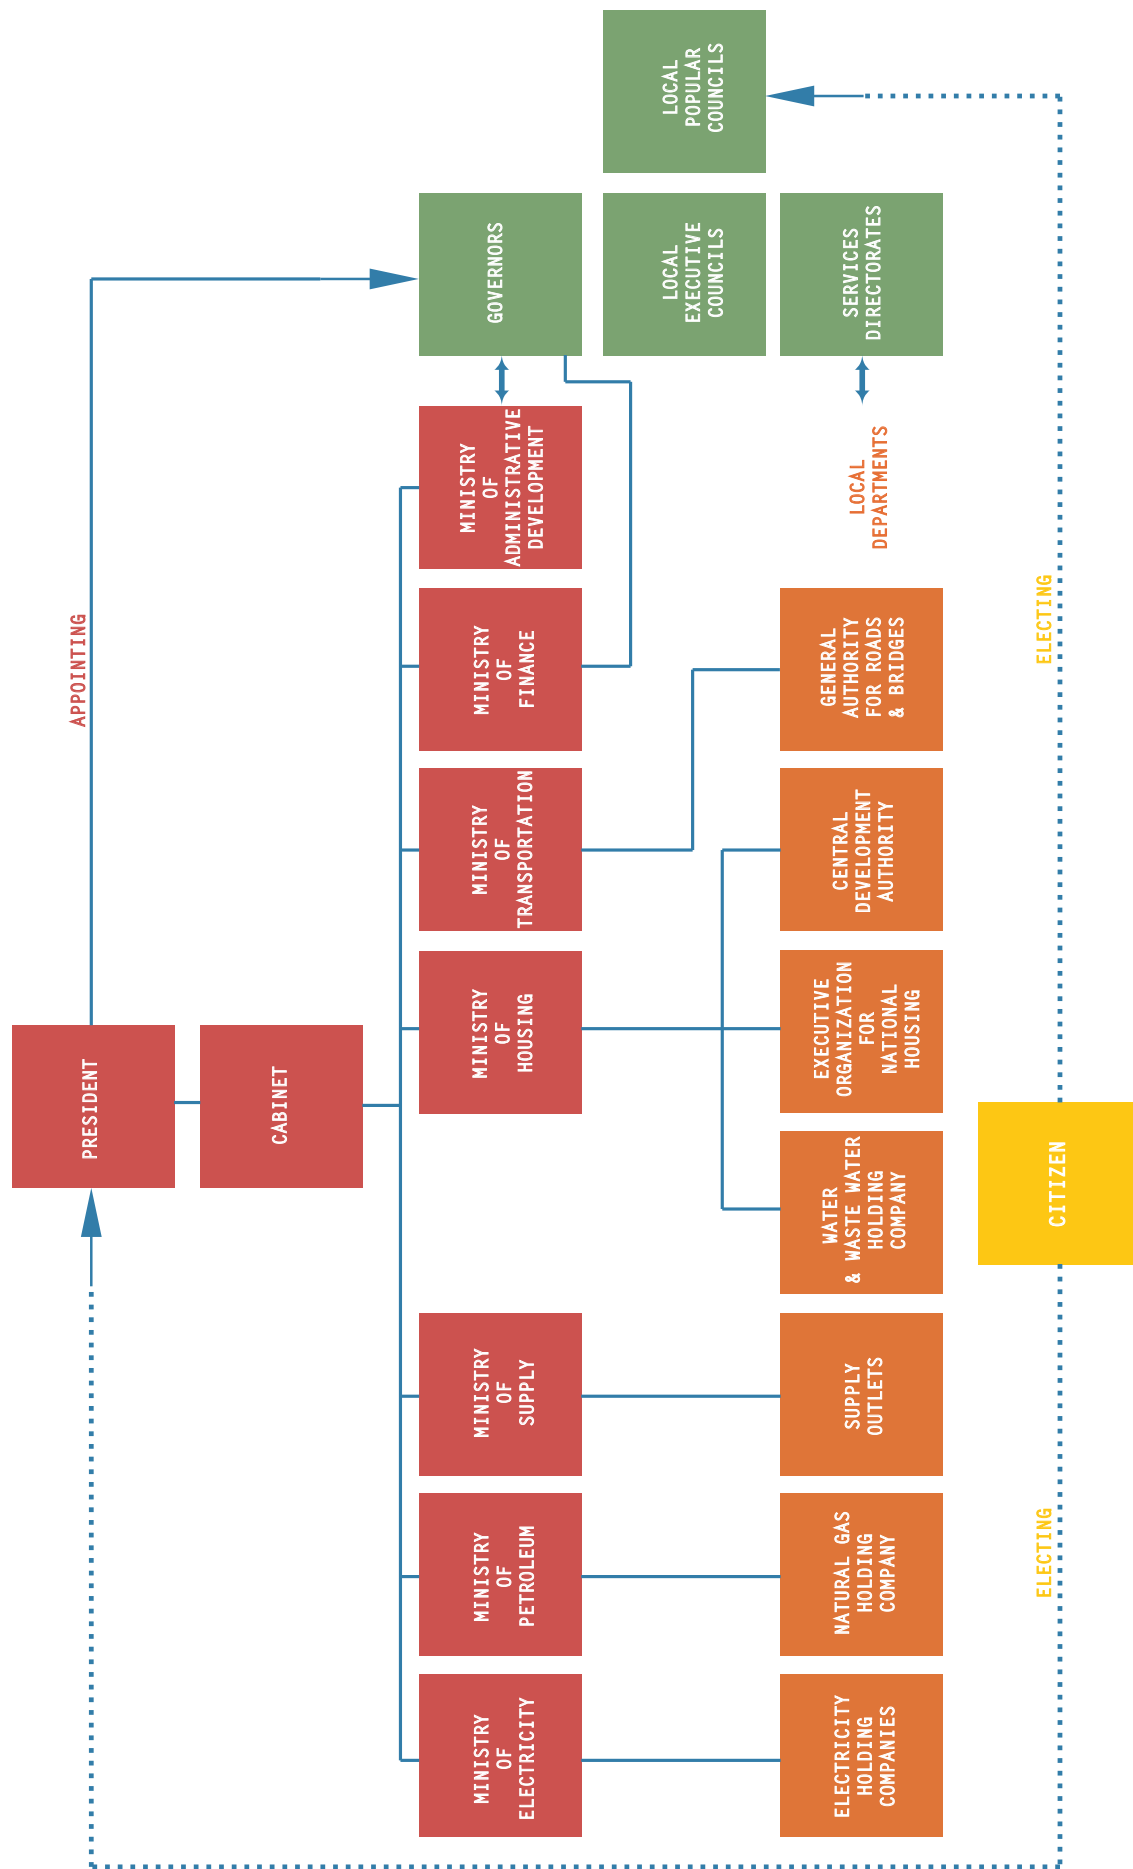 PRESIDENT
APPOINTING
CABINET
MINISTRY
OF
ELECTRICITY
MINISTRY
OF
PETROLEUM
MINISTRY
OF
SUPPLY
MINISTRY
OF
HOUSING
MINISTRY
OF
TRANSPORTATION
MINISTRY
OF
FINANCE
MINISTRY
OF
ADMINISTRATIVE
DEVELOPMENT
GOVERNORS
LOCAL
EXECUTIVE
COUNCILS
LOCAL
POPULAR
COUNCILS
ELECTRICITY
HOLDING
COMPANIES
NATURAL GAS
HOLDING
COMPANY
SUPPLY
OUTLETS
WATER
& WASTE WATER
HOLDING
COMPANY
EXECUTIVE
ORGANIZATION
FOR
NATIONAL
HOUSING
CENTRAL
DEVELOPMENT
AUTHORITY
GENERAL
AUTHORITY
FOR ROADS
& BRIDGES
LOCAL
DEPARTMENTS
SERVICES
DIRECTORATES
ELECTING
CITIZEN
ELECTING